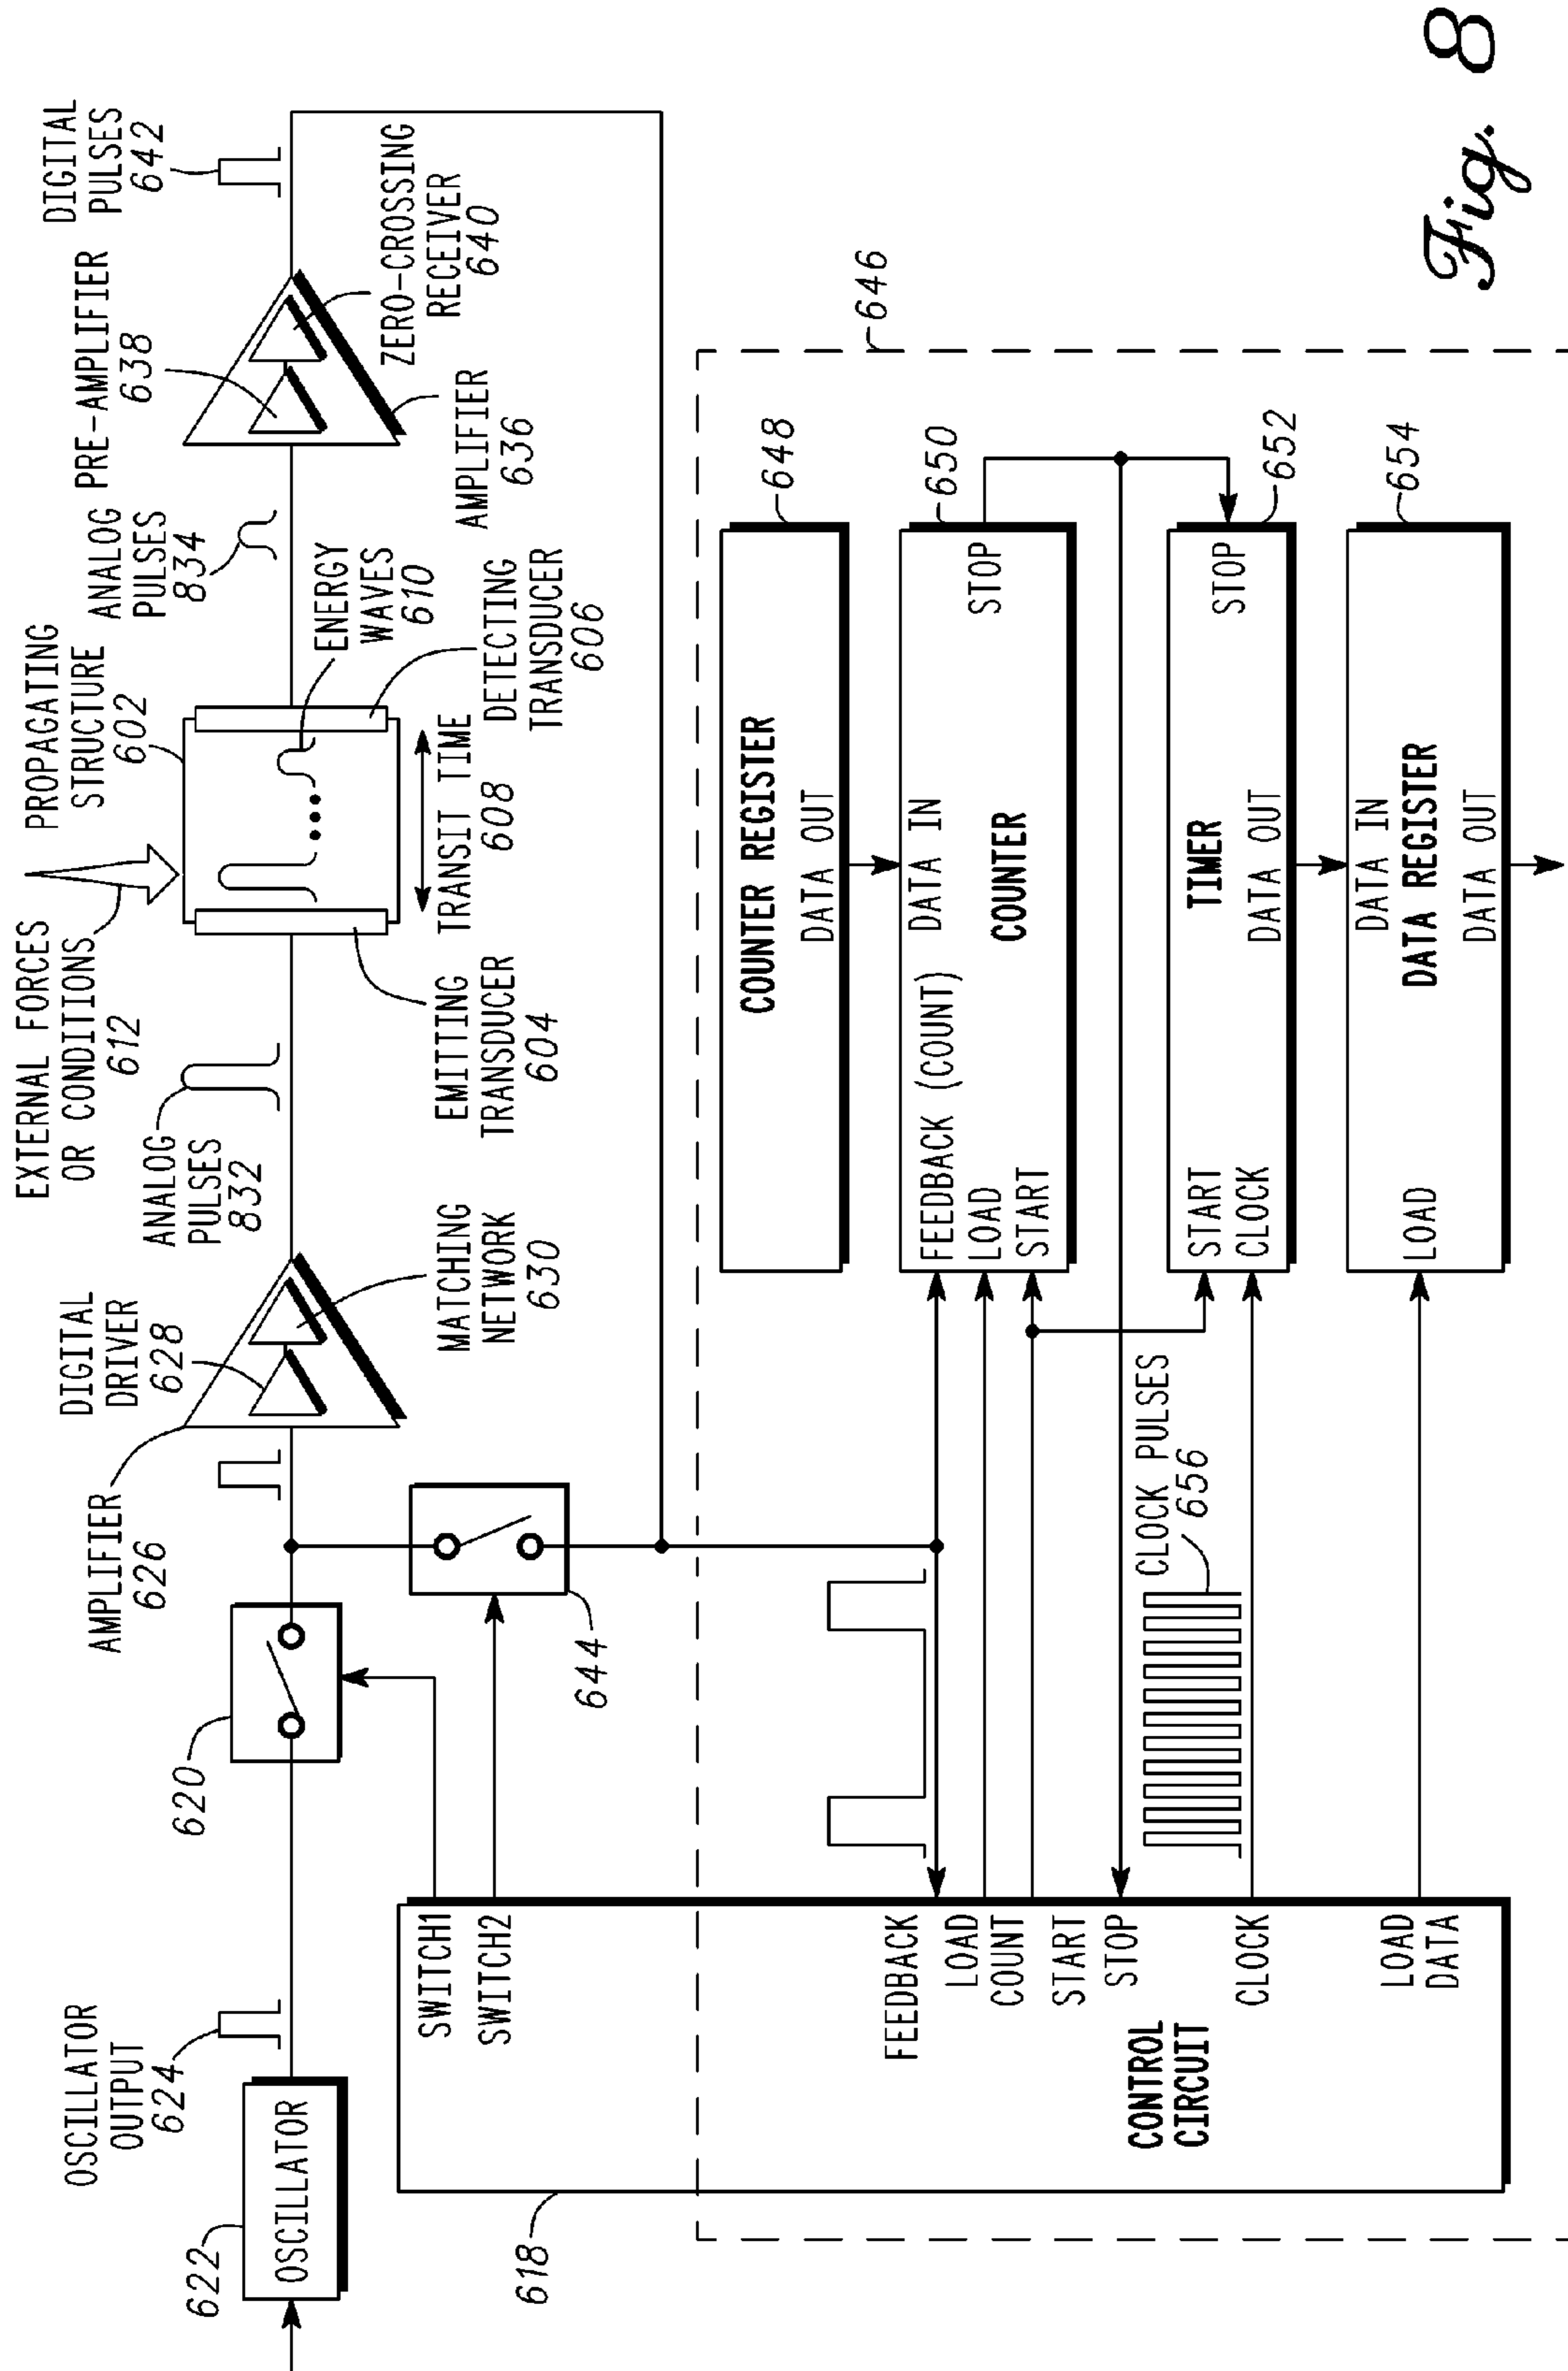 OSCILLATOR
OUTPUT
624
622
OSCILLATOR
620
AMPLIFIER
626
DIGITAL
DRIVER
628
MATCHING
NETWORK
630
ANALOG
PULSES
832
EXTERNAL FORCES
OR CONDITIONS
612
EMITTING
TRANSDUCER
604
PROPAGATING
STRUCTURE
602
TRANSIT TIME
608
ENERGY
WAVES
610
DETECTING
TRANSDUCER
606
ANALOG
PULSES
834
PRE-AMPLIFIER
638
AMPLIFIER
636
ZERO-CROSSING
RECEIVER
640
DIGITAL
PULSES
642
644
646
618
SWITCH1
SWITCH2
FEEDBACK
LOAD
COUNT
START
STOP
CLOCK
LOAD
DATA
CONTROL
CIRCUIT
CLOCK PULSES
656
COUNTER REGISTER
DATA OUT
648
FEEDBACK (COUNT)
DATA IN
LOAD
START
COUNTER
STOP
650
START
CLOCK
TIMER
DATA OUT
STOP
652
DATA IN
LOAD
DATA REGISTER
DATA OUT
654
Fig. 8